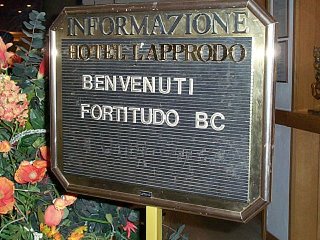 INFORMAZIONE
HOTEL L'APPRODO
BENVENUTI
FORTITUDO BC